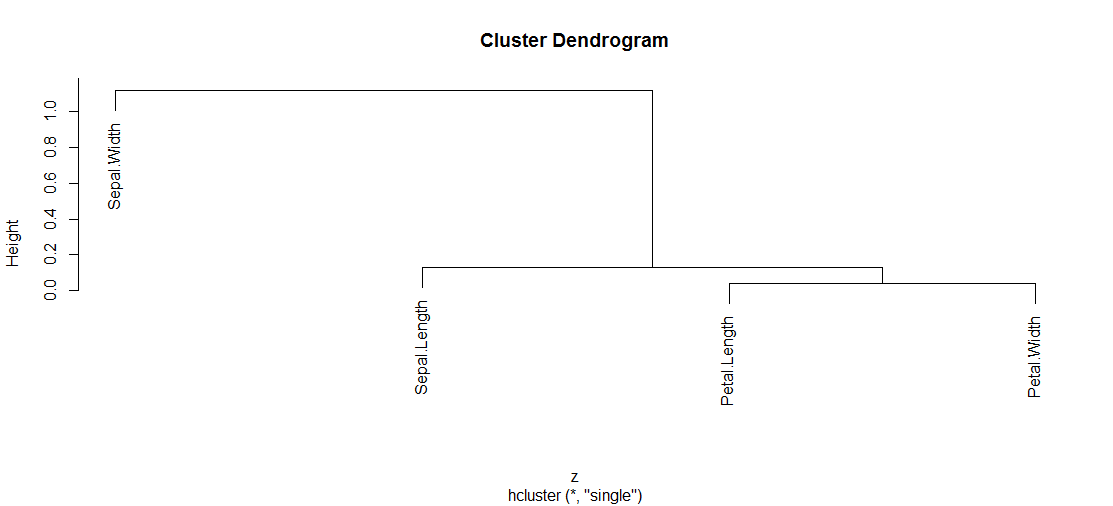 Cluster Dendrogram
Height
1.0
0.8
0.6
0.4
0.2
0.0
Sepal.Width
Sepal.Length
Petal.Length
Petal.Width
z
hcluster (*, "single")